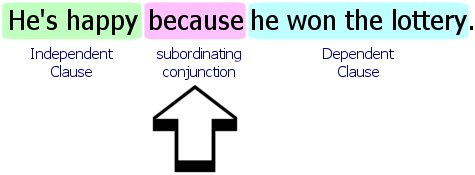 He's happy because he won the lottery.
Independent subordinating Dependent
Clause conjunction Clause